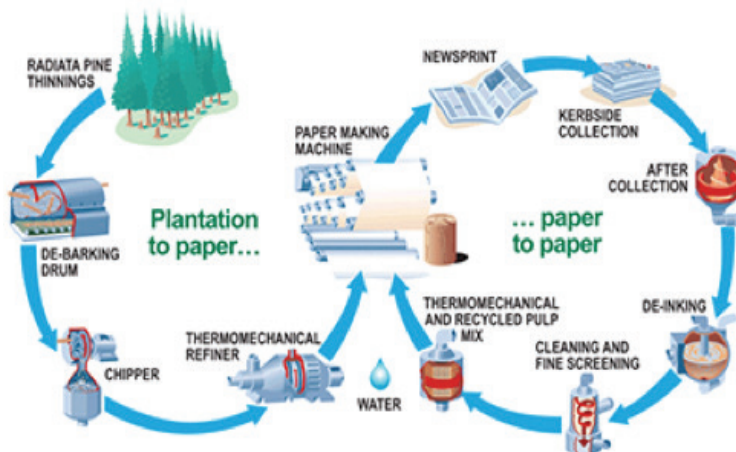 RADIATA PINE
THINNINGS
DE-BARKING
DRUM
CHIPPER
THERMOMECHANICAL
REFINER
Plantation
to paper...
PAPER MAKING
MACHINE
NEWSPRINT
KERBSIDE
COLLECTION
AFTER
COLLECTION
... paper
to paper
DE-INKING
CLEANING AND
FINE SCREENING
THERMOMECHANICAL
AND RECYCLED PULP
MIX
WATER